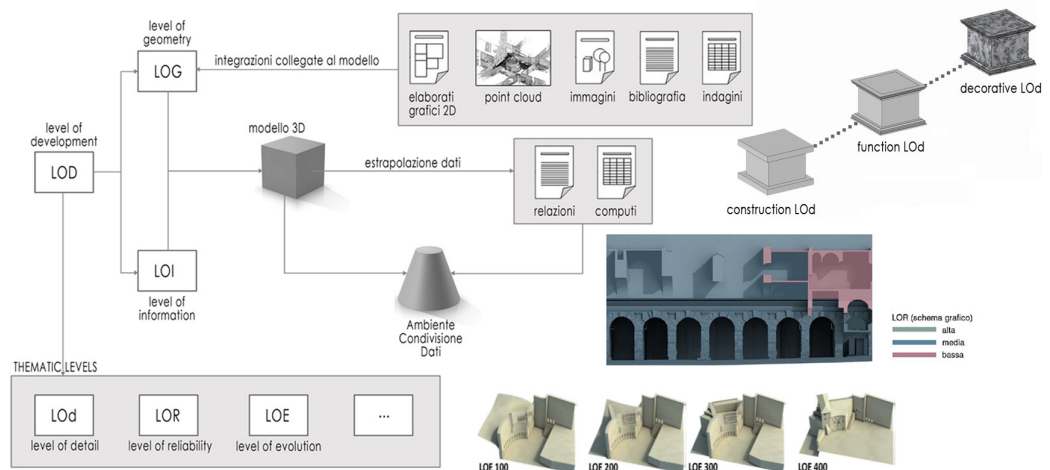 level of
geometry
LOG
integrazioni collegate al modello
elaborati
grafici 2D
point cloud
immagini
bibliografia
indagini
level of
development
LOD
modello 3D
estrapolazione dati
relazioni
computi
LOI
level of
information
Ambiente
Condivisione
Dati
THEMATIC LEVELS
LOd
level of detail
LOR
level of reliability
LOE
level of evolution
...
decorative LOd
function LOd
construction LOd
LOR (schema grafico)
alta
media
bassa
LOE 100
LOE 200
LOE 300
LOE 400